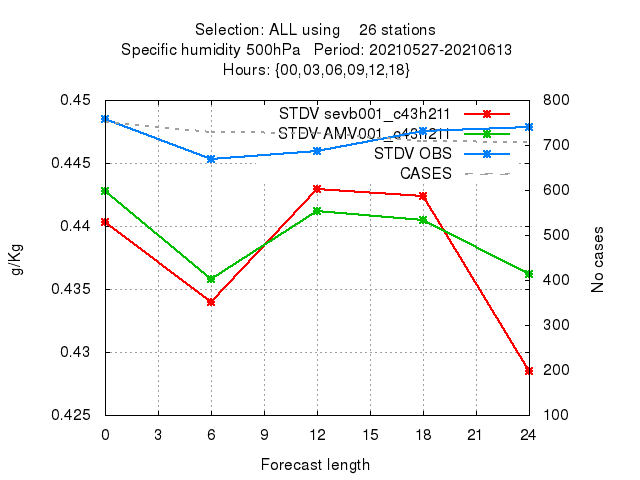 Selection: ALL using    26 stations
Specific humidity 500hPa   Period: 20210527-20210613
Hours: {00,03,06,09,12,18}
STDV sevb001_c43h211
STDV AMV001_c43h211
STDV OBS
CASES
0.45
0.445
0.44
0.435
0.43
0.425
g/Kg
800
700
600
500
400
300
200
100
No cases
0 3 6 9 12 15 18 21 24
Forecast length